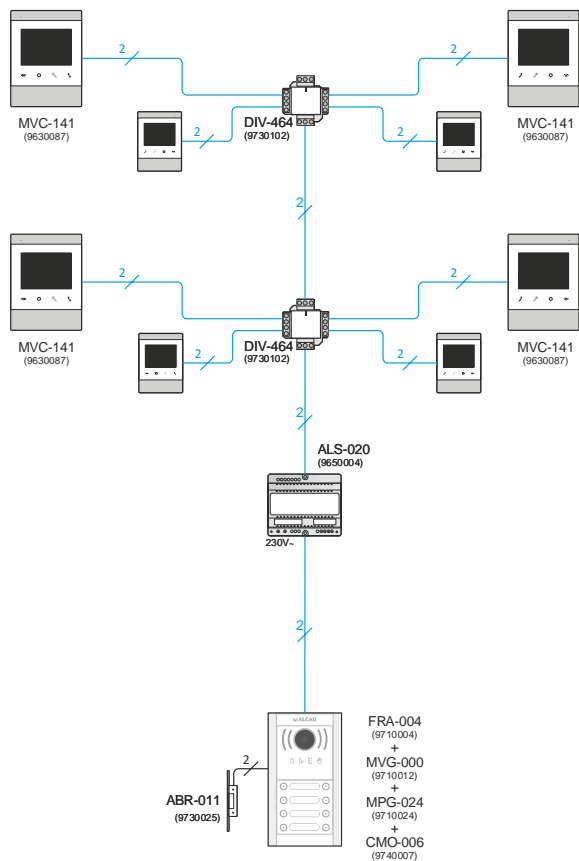 2
2
MVC-141
(9630087)
DIV-464
(9730102)
MVC-141
(9630087)
2
2
2
2
2
MVC-141
(9630087)
DIV-464
(9730102)
MVC-141
(9630087)
2
2
2
ALS-020
(9650004)
230V~
2
ALCAD
FRA-004
(9710004)
+
MVG-000
(9710012)
+
MPG-024
(9710024)
+
CMO-006
(9740007)
2
ABR-011
(9730025)